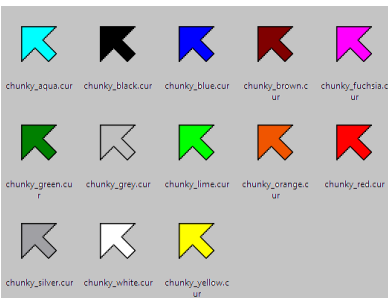 chunky_aqua.cur chunky_black.cur chunky_blue.cur chunky_brown.c chunky_fuchsia.c
ur ur
chunky_green.cu chunky_grey.cur chunky_lime.cur chunky_orange.c chunky_red.cur
r ur
chunky_silver.cur chunky_white.cur chunky_yellow.c
ur